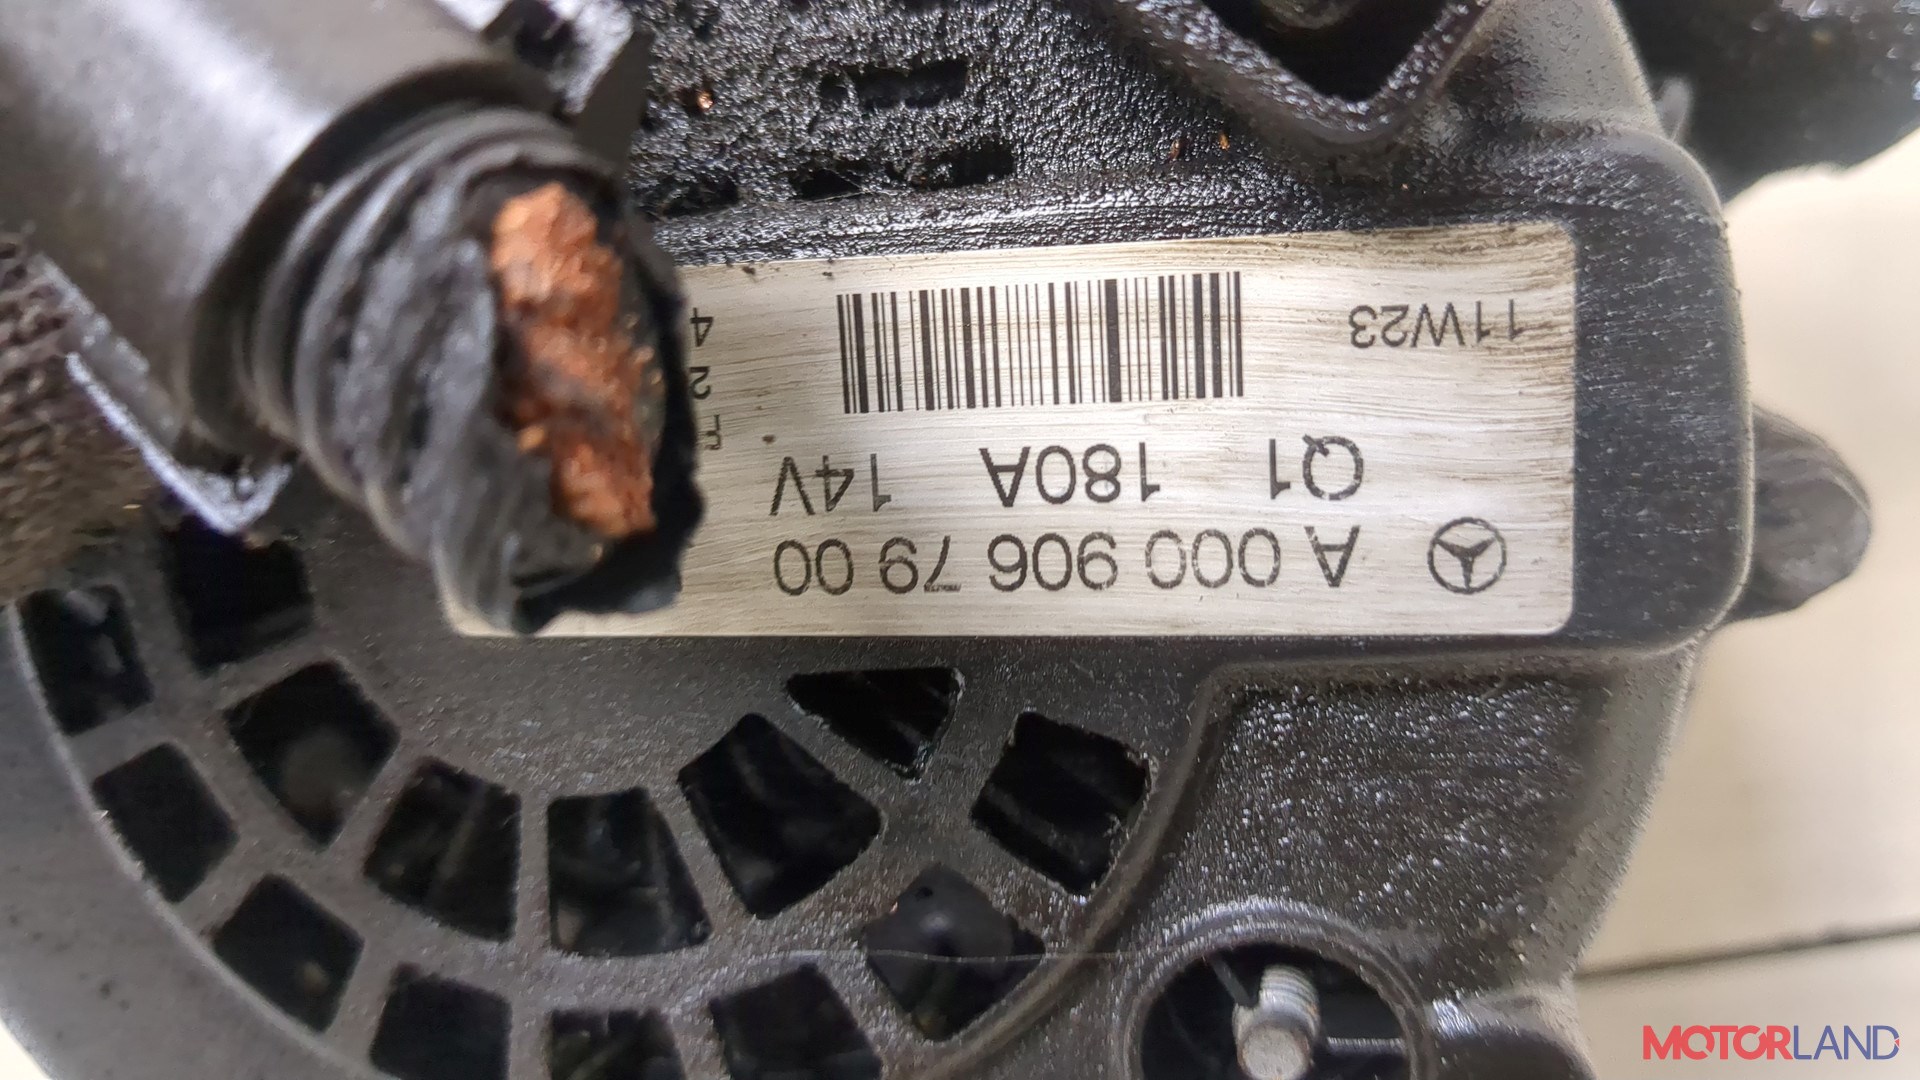 A 000 906 79 00
Q1 180A 14V
11W23
MOTORLAND